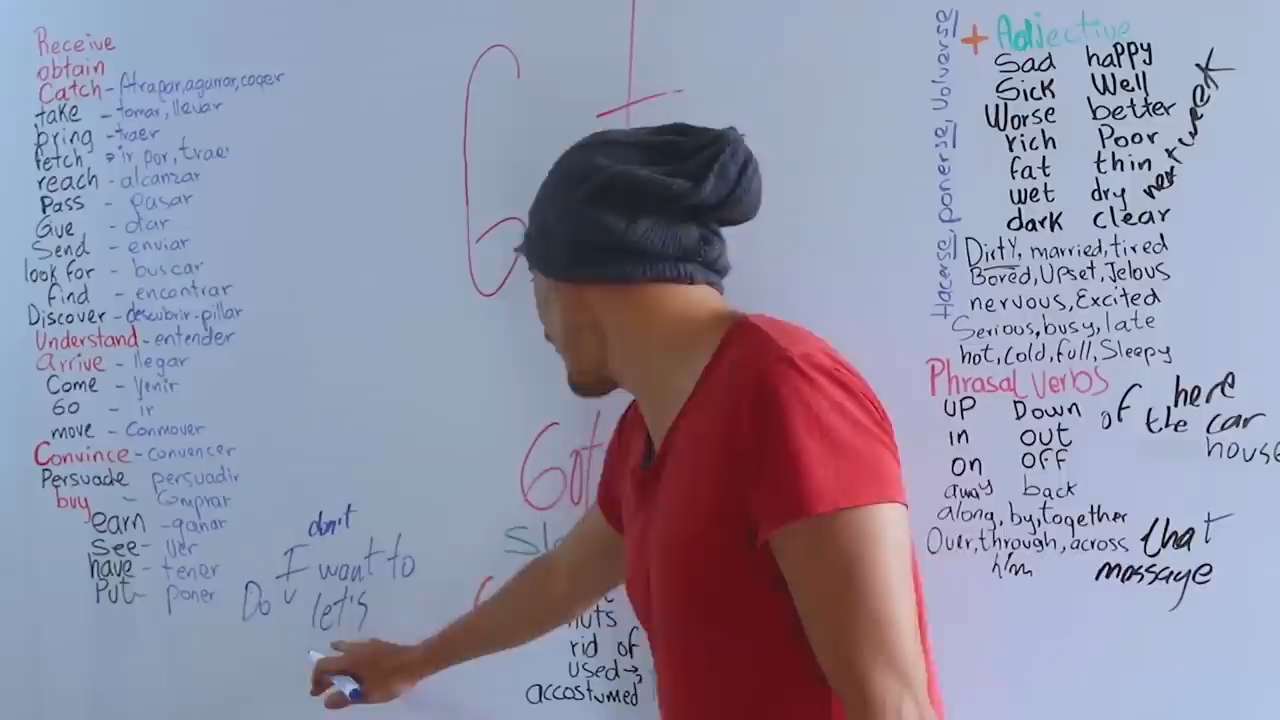 Receive
obtain
Catch - Atrapar, agarrar, coger
take - tomar, llevar
bring - traer
fetch → ir por, traer
reach - alcanzar
Pass - pasar
Give - dar
Send - enviar
look for - buscar
find - encontrar
Discover - descubrir - pillar
Understand - entender
Arrive - llegar
Come - venir
Go - ir
move - Conmover
Convince - convencer
Persuade persuadir
buy - Comprar
earn - ganar
See - Ver
have - tener
Put - poner
don't
I want to
Do let's
G t
Got
nuts
rid of
used →
accostumed
Hacerse, ponerse, Volverse
+ Adjective
Sad happy
Sick Well
Worse better
rich Poor
fat thin
wet dry
dark clear
next week
Dirty, married, tired
Bored, Upset, Jelous
nervous, Excited
Serious, busy, late
hot, cold, full, Sleepy
Phrasal Verbs
UP Down
in out
on OFF
away back
along, by, together
Over, through, across
him
of here
the car
house
that
message